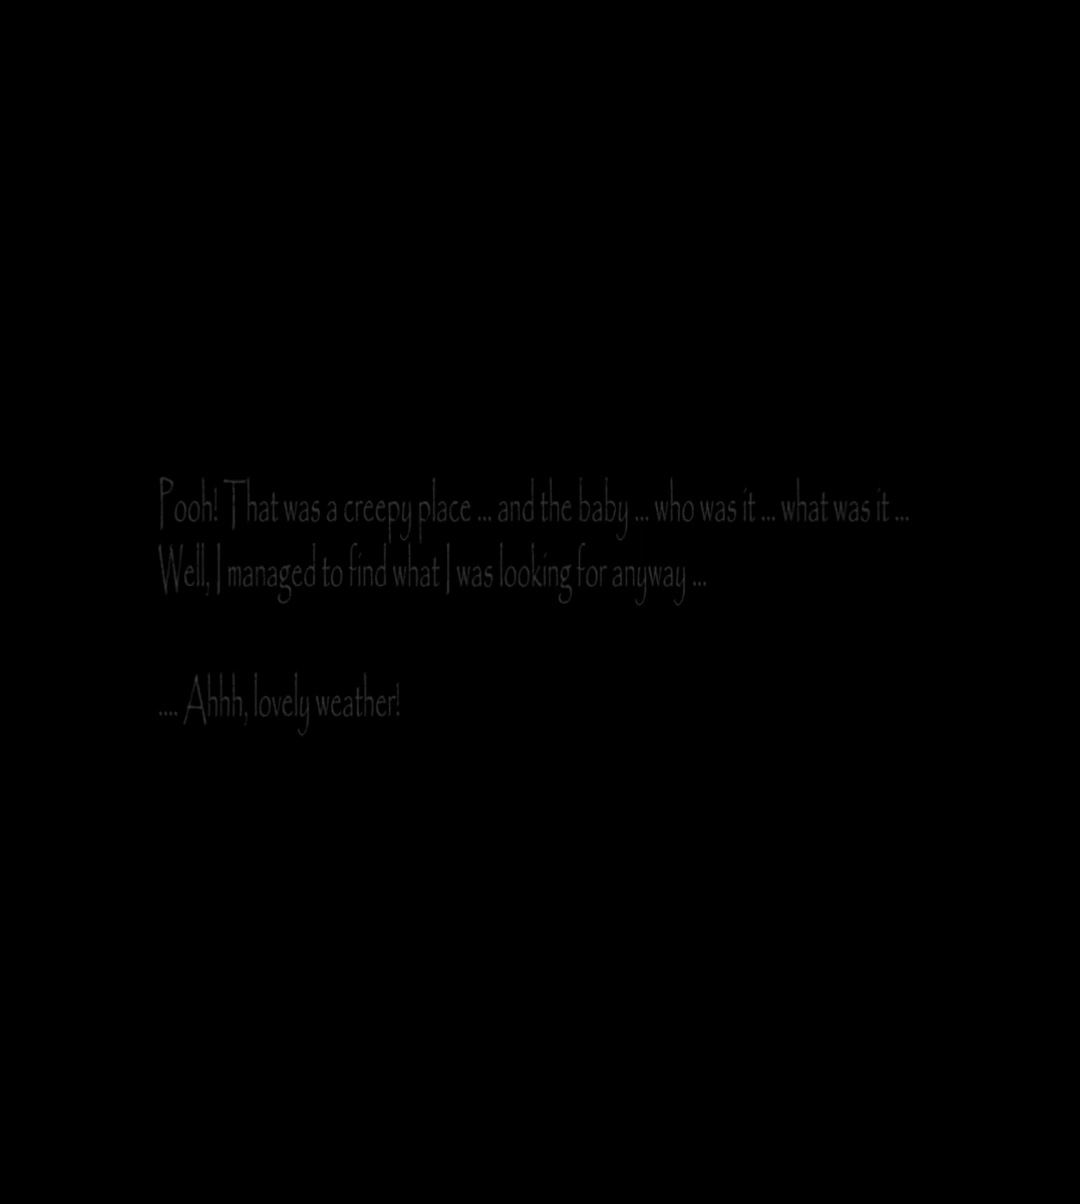 Pooh! That was a creepy place ... and the baby ... who was it ... what was it ...
Well, I managed to find what I was looking for anyway ...
.... Ahhh, lovely weather!